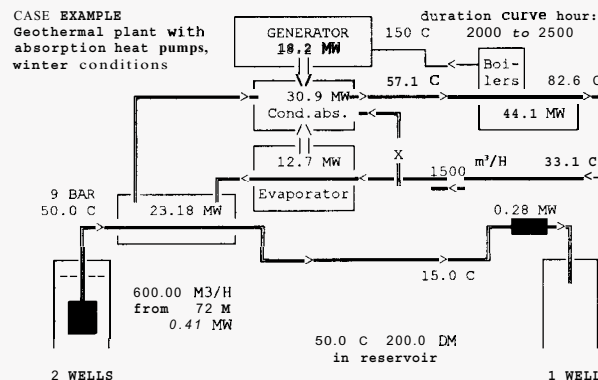 CASE EXAMPLE
Geothermal plant with
absorption heat pumps,
winter conditions
GENERATOR
18.2 MW
duration curve hour:
150 C 2000 to 2500
Boi-
lers
57.1 C
82.6 C
30.9 MW
Cond.abs.
44.1 MW
12.7 MW
Evaporator
X
1500
m³/H
33.1 C
9 BAR
50.0 C
23.18 MW
0.28 MW
15.0 C
600.00 M3/H
from 72 M
0.41 MW
50.0 C 200.0 DM
in reservoir
2 WELLS
1 WELL